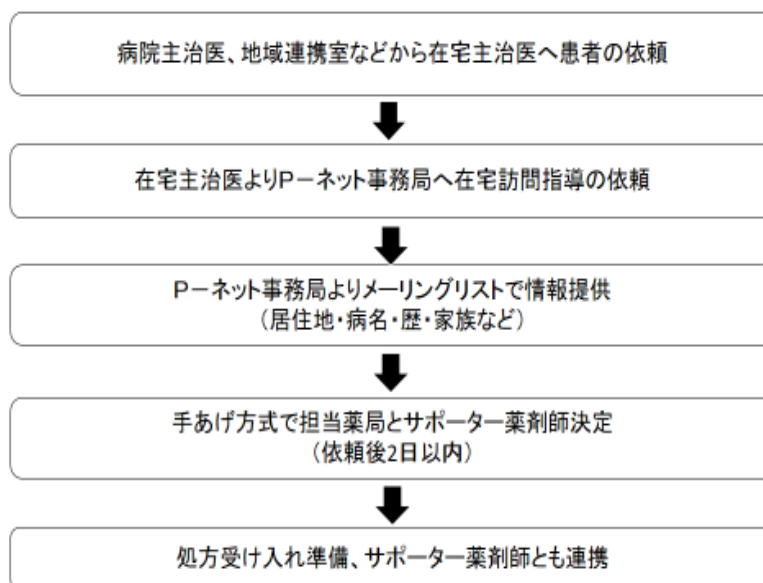 病院主治医、地域連携室などから在宅主治医へ患者の依頼
在宅主治医よりP－ネット事務局へ在宅訪問指導の依頼
P－ネット事務局よりメーリングリストで情報提供
（居住地・病名・歴・家族など）
手あげ方式で担当薬局とサポーター薬剤師決定
（依頼後2日以内）
処方受け入れ準備、サポーター薬剤師とも連携